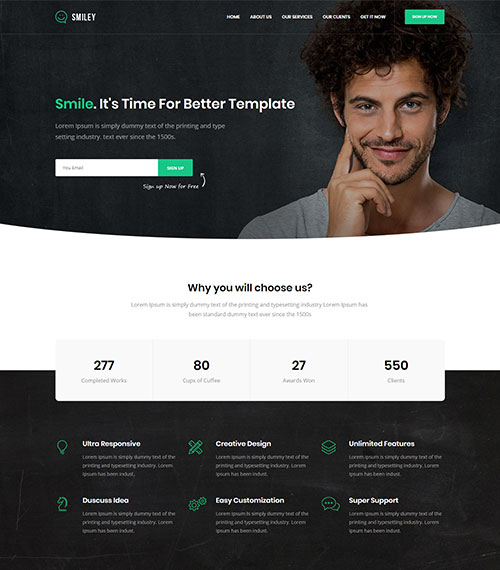 SMILEY
HOME ABOUT US OUR SERVICES OUR CLIENTS GET IT NOW SIGN UP NOW
Smile. It's Time For Better Template
Lorem Ipsum is simply dummy text of the printing and type
setting industry. text ever since the 1500s.
You Email SIGN UP
Sign up Now for Free
Why you will choose us?
Lorem Ipsum is simply dummy text of the printing and typesetting industry Lorem Ipsum has
been standard dummy text ever since the 1500s
277 80 27 550
Completed Works Cups of Cuffee Awards Won Clients
Ultra Responsive Creative Design Unlimited Features
Lorem Ipsum is dummy text of the Lorem Ipsum is dummy text of the Lorem Ipsum is dummy text of the
printing and typesetting industry. Lorem printing and typesetting industry. Lorem printing and typesetting industry. Lorem
Ipsum has been indust. Ipsum has been indust. Ipsum has been indust.
Duscuss Idea Easy Customization Super Support
Lorem Ipsum is dummy text of the Lorem Ipsum is dummy text of the Lorem Ipsum is dummy text of the
printing and typesetting industry. Lorem printing and typesetting industry. Lorem printing and typesetting industry. Lorem
Ipsum has been indust. Ipsum has been indust. Ipsum has been indust.